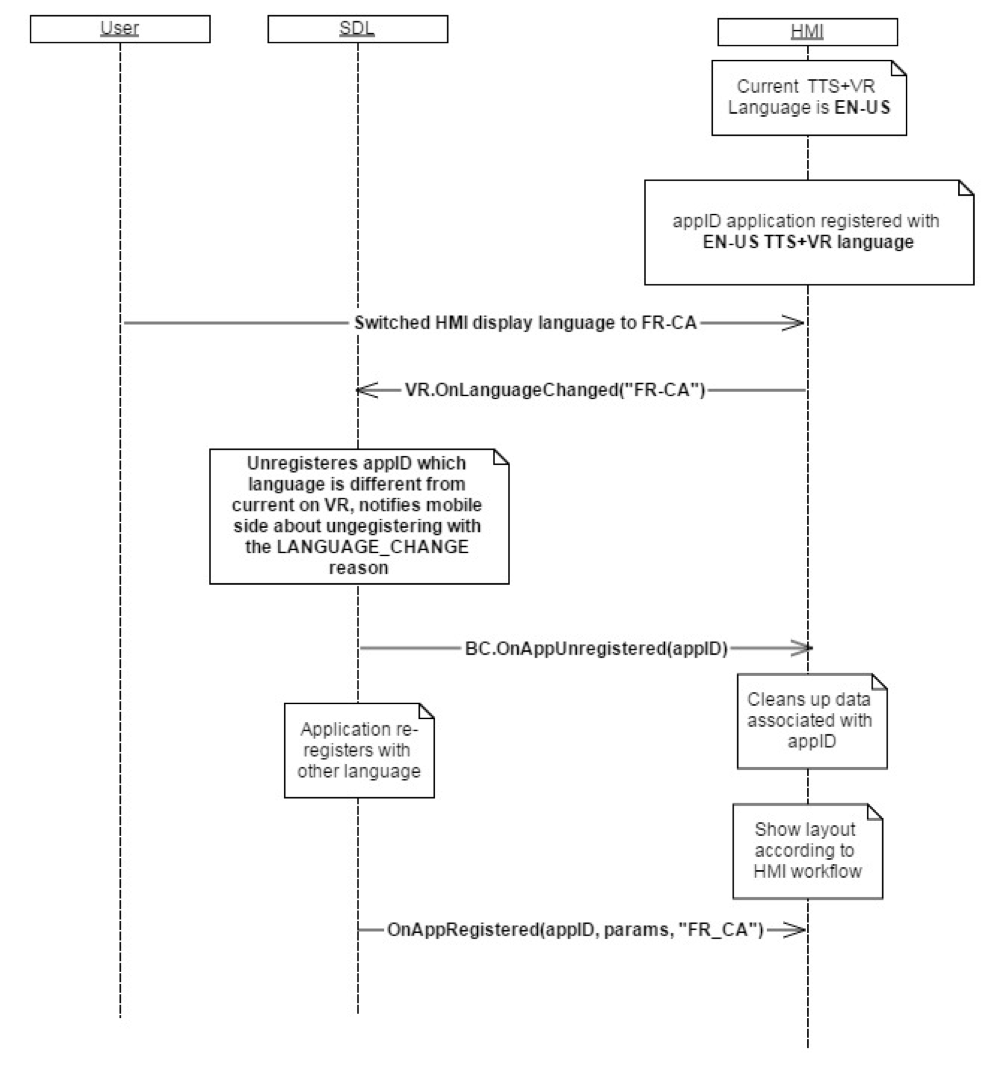 User
SDL
HMI
Current TTS+VR
Language is EN-US
appID application registered with
EN-US TTS+VR language
Switched HMI display language to FR-CA
VR.OnLanguageChanged("FR-CA")
Unregisteres appID which
language is different from
current on VR, notifies mobile
side about ungegistering with
the LANGUAGE_CHANGE
reason
BC.OnAppUnregistered(appID)
Cleans up data
associated with
appID
Application re-
registers with
other language
Show layout
according to
HMI workflow
OnAppRegistered(appID, params, "FR_CA")